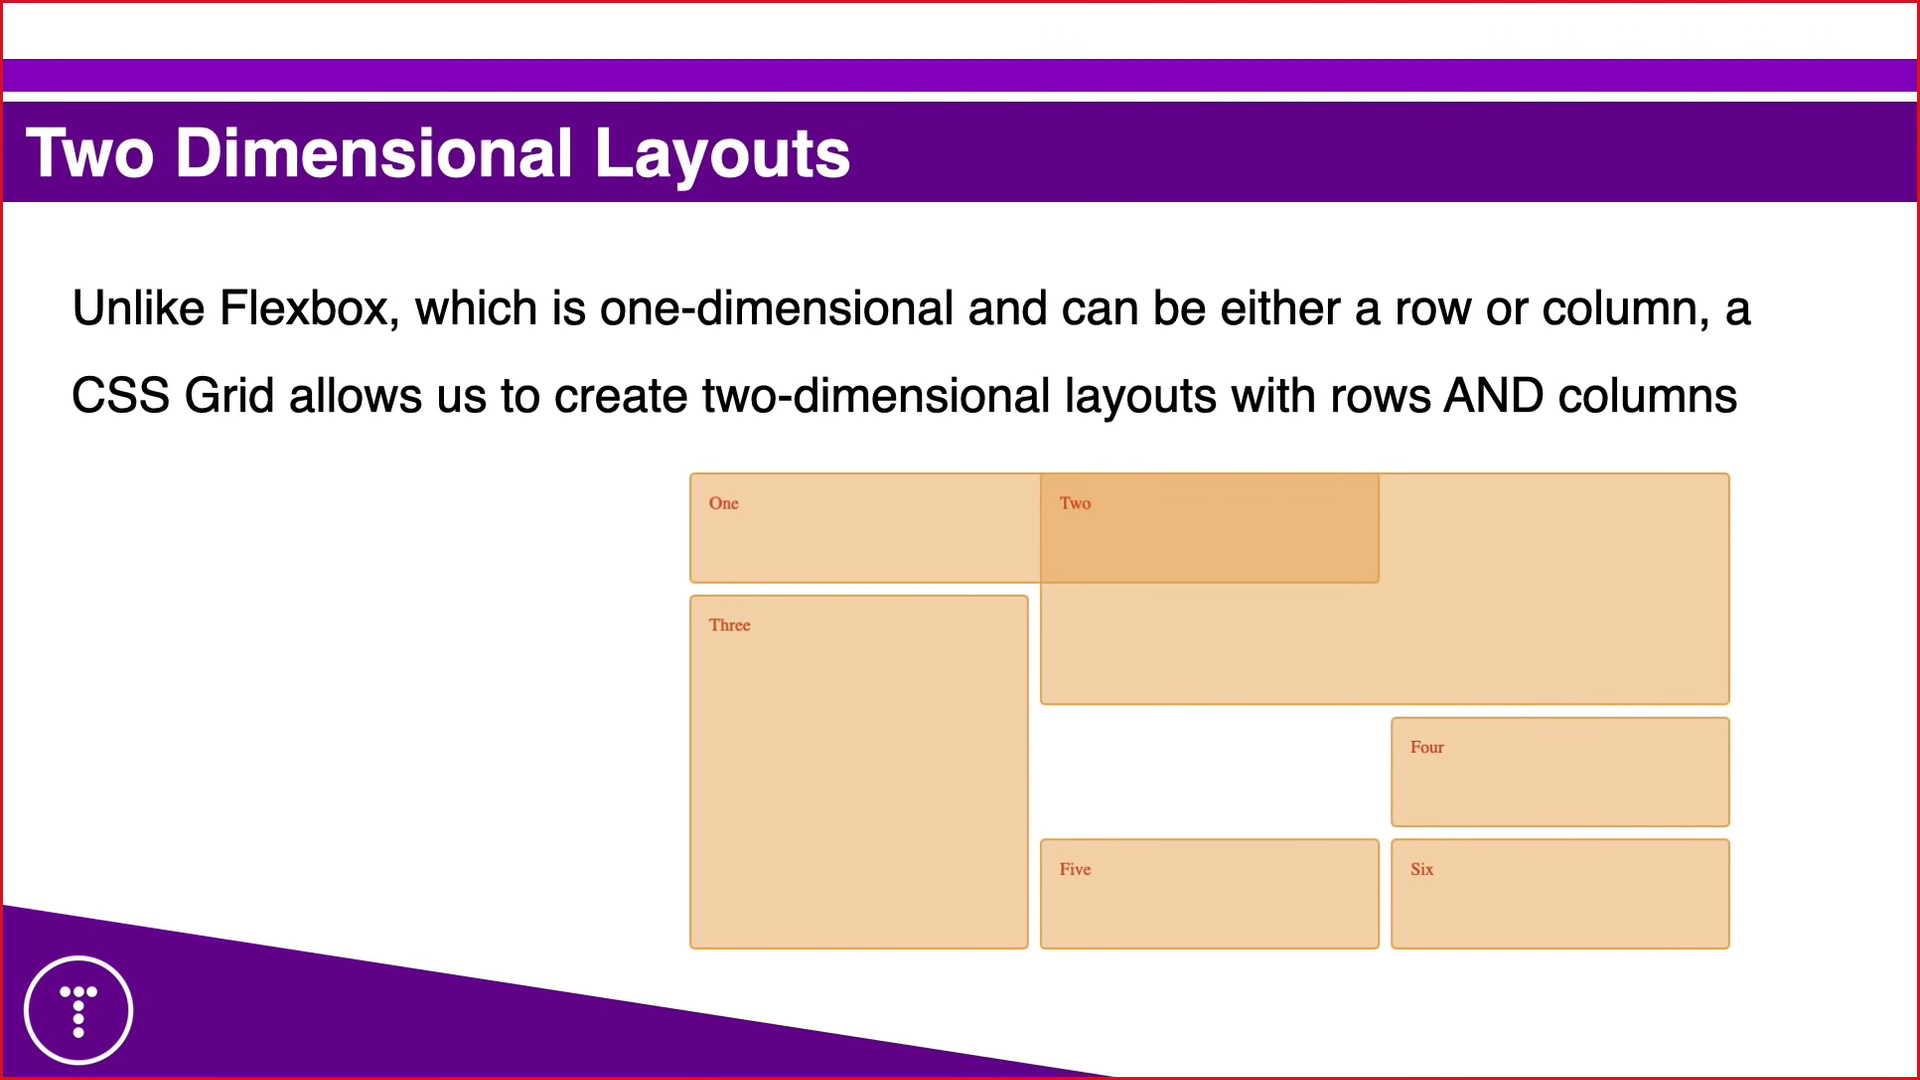 Two Dimensional Layouts
Unlike Flexbox, which is one-dimensional and can be either a row or column, a
CSS Grid allows us to create two-dimensional layouts with rows AND columns
One
Two
Three
Four
Five
Six